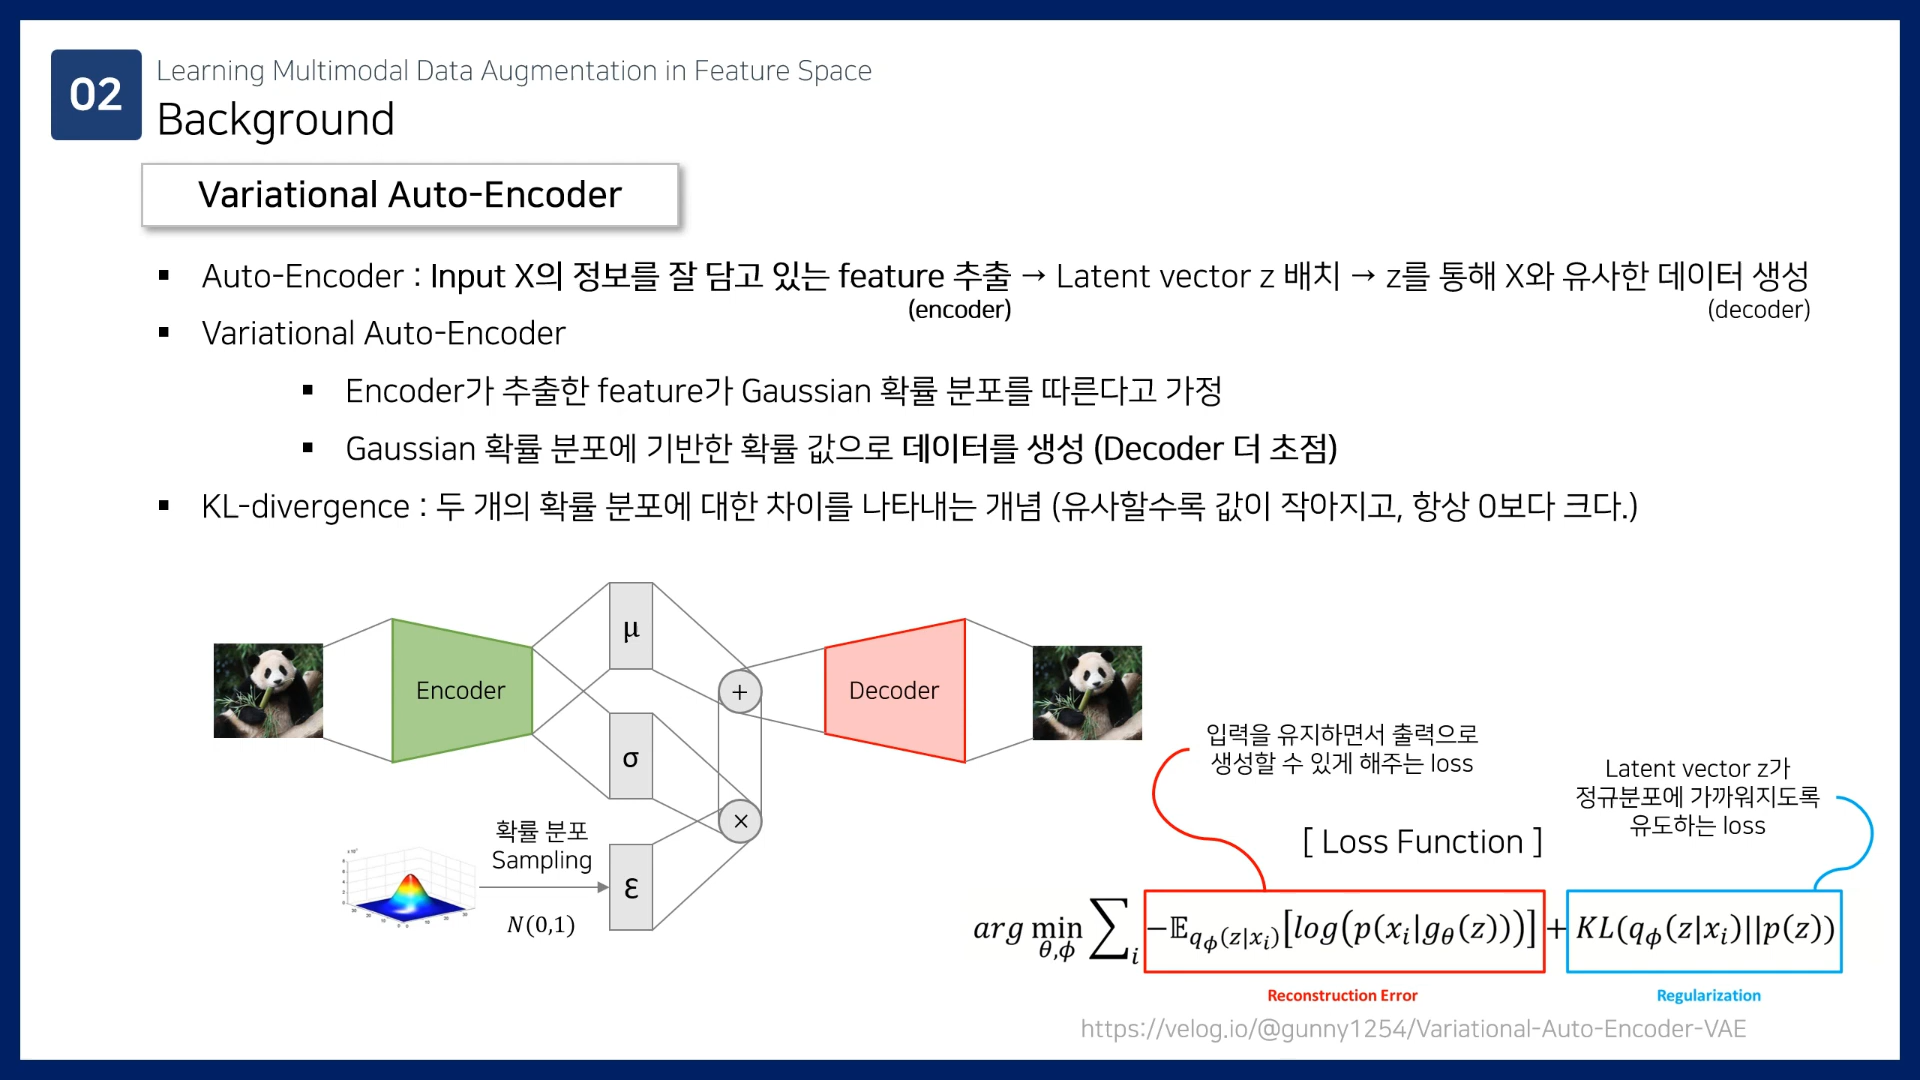 02
Learning Multimodal Data Augmentation in Feature Space
Background
Variational Auto-Encoder
▪ Auto-Encoder : Input X의 정보를 잘 담고 있는 feature 추출 → Latent vector z 배치 → z를 통해 X와 유사한 데이터 생성
(encoder) (decoder)
▪ Variational Auto-Encoder
▪ Encoder가 추출한 feature가 Gaussian 확률 분포를 따른다고 가정
▪ Gaussian 확률 분포에 기반한 확률 값으로 데이터를 생성 (Decoder 더 초점)
▪ KL-divergence : 두 개의 확률 분포에 대한 차이를 나타내는 개념 (유사할수록 값이 작아지고, 항상 0보다 크다.)
μ
Encoder
+
Decoder
σ
×
확률 분포
Sampling
N(0,1)
ε
입력을 유지하면서 출력으로
생성할 수 있게 해주는 loss
Latent vector z가
정규분포에 가까워지도록
유도하는 loss
[ Loss Function ]
arg min_{θ,ϕ} ∑_i −𝔼_{qϕ(z|x_i)}[log(p(x_i|g_θ(z)))] + KL(q_ϕ(z|x_i)||p(z))
Reconstruction Error
Regularization
https://velog.io/@gunny1254/Variational-Auto-Encoder-VAE